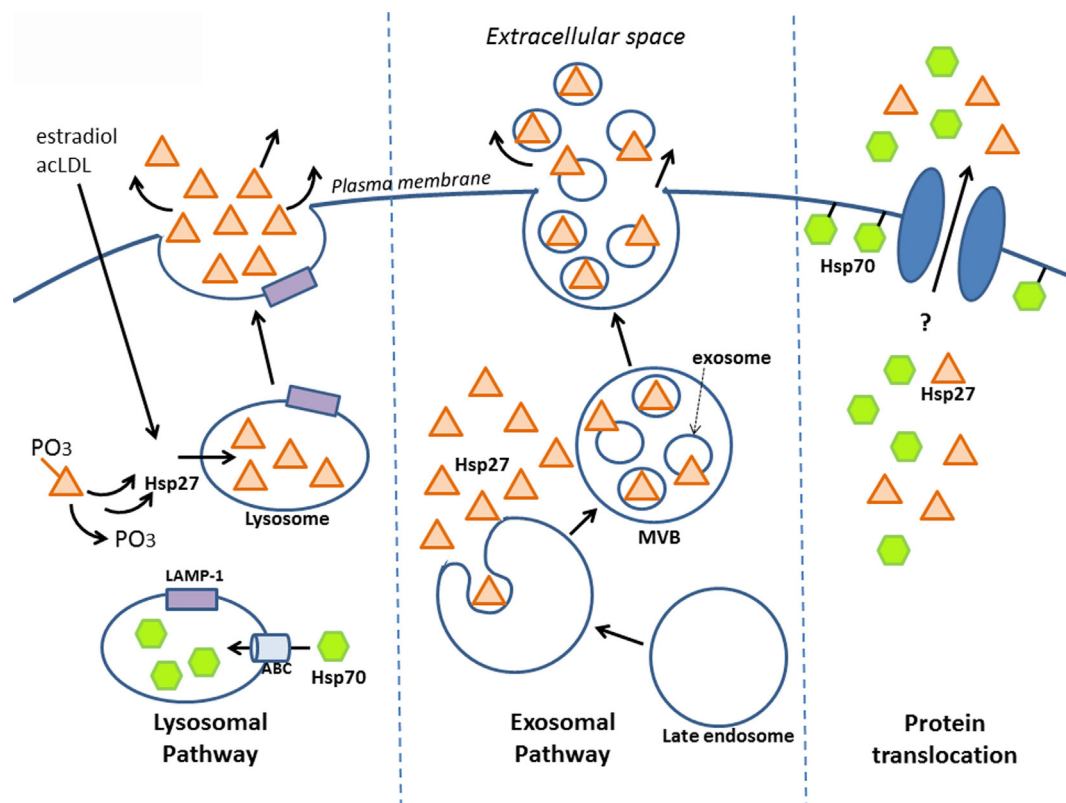 Extracellular space
estradiol
acLDL
Plasma membrane
Hsp70
?
exosome
Hsp27
PO3
Hsp27
Hsp27
Lysosome
PO3
MVB
LAMP-1
ABC
Hsp70
Lysosomal
Pathway
Exosomal
Pathway
Late endosome
Protein
translocation